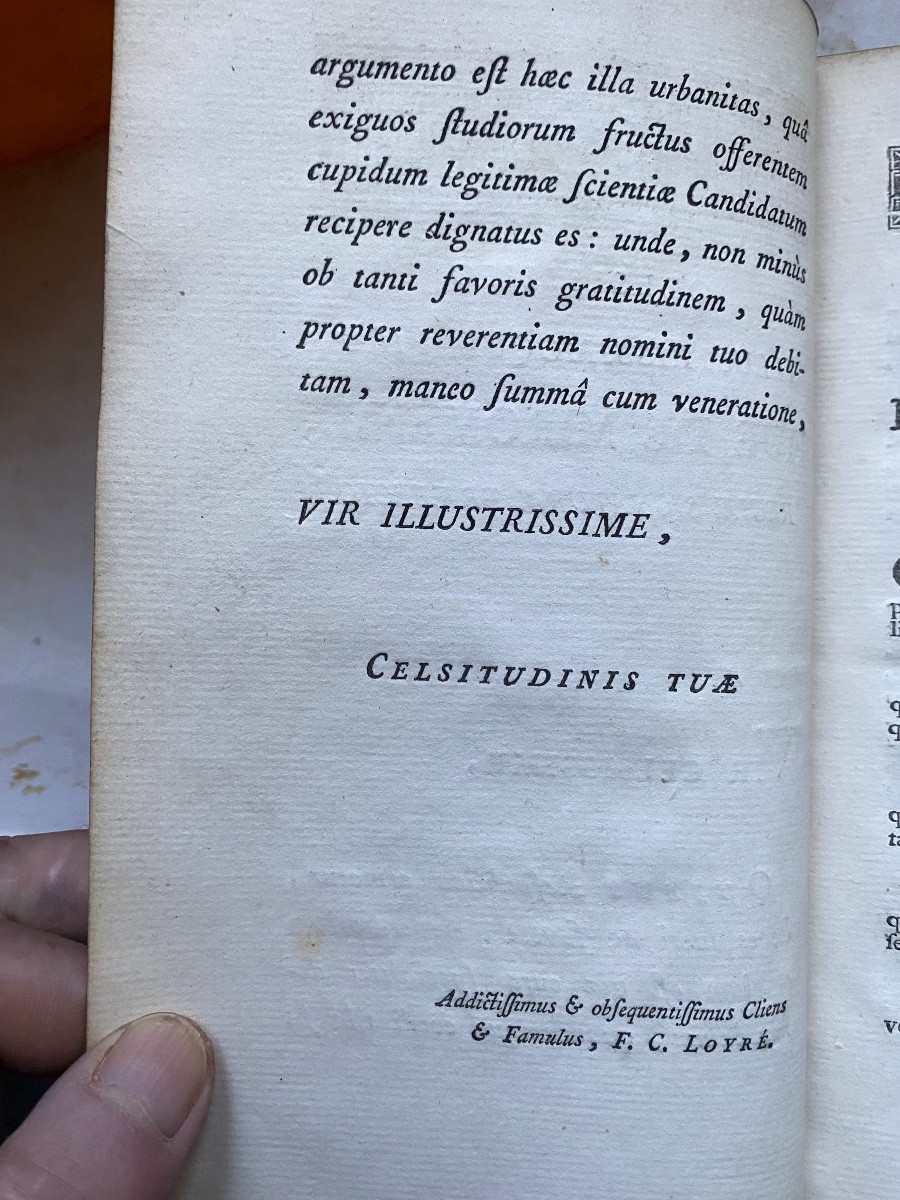 argumento eſt hæc illa urbanitas, quâ
exiguos ſtudiorum fructus offerentem
cupidum legitimæ ſcientiæ Candidatum
recipere dignatus es : unde, non minùs
ob tanti favoris gratitudinem, quàm
propter reverentiam nomini tuo debi-
tam, maneo ſummâ cum veneratione,
VIR ILLUSTRISSIME,
CELSITUDINIS TUÆ
Addictiſſimus & obſequentiſſimus Cliens
& Famulus, F. C. LOYRÉ.